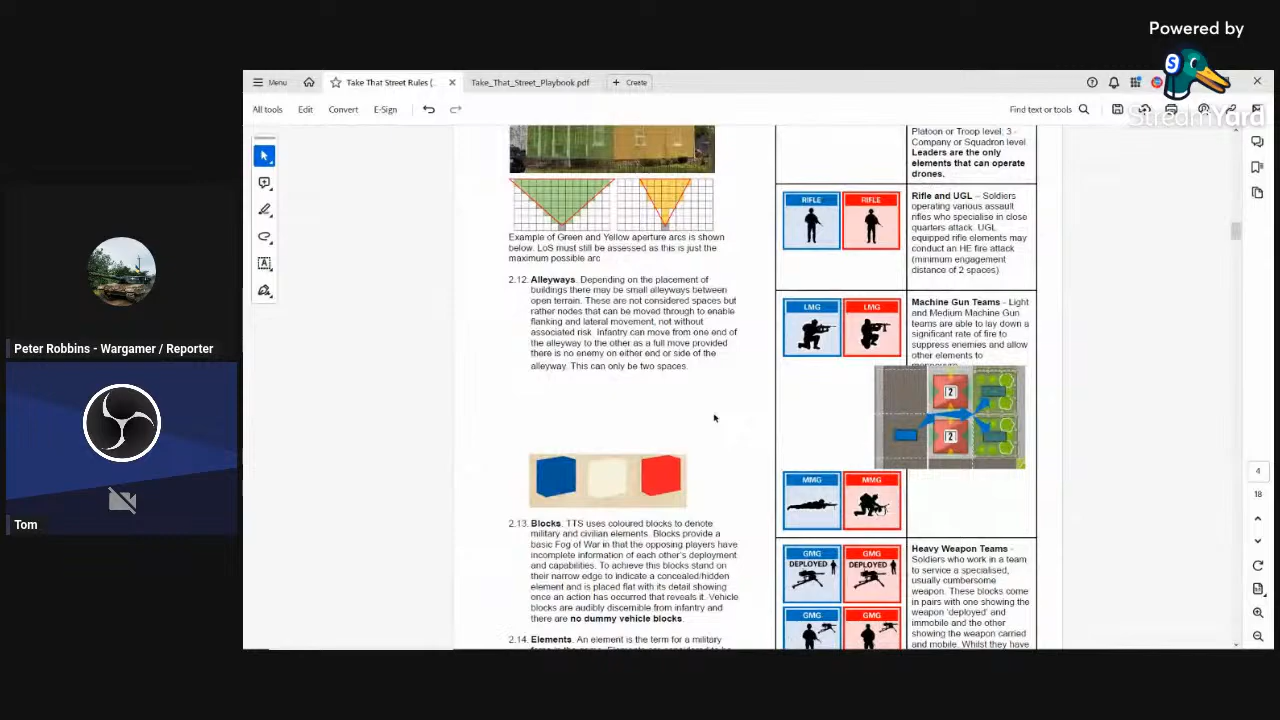 Powered by
S
StreamYard
Menu
Take That Street Rules (..
Take_That_Street_Playbook.pdf
Create
All tools
Edit
Convert
E-Sign
Find text or tools
Example of Green and Yellow aperture arcs is shown
below. LoS must still be assessed as this is just the
maximum possible arc
2.12. Alleyways. Depending on the placement of
buildings there may be small alleyways between
open terrain. These are not considered spaces but
rather nodes that can be moved through to enable
flanking and lateral movement, not without
associated risk. Infantry can move from one end of
the alleyway to the other as a full move provided
there is no enemy on either end or side of the
alleyway. This can only be two spaces.
2.13. Blocks. TTS uses coloured blocks to denote
military and civilian elements. Blocks provide a
basic Fog of War in that the opposing players have
incomplete information of each other's deployment
and capabilities. To achieve this blocks stand on
their narrow edge to indicate a concealed/hidden
element and is placed flat with its detail showing
once an action has occurred that reveals it. Vehicle
blocks are audibly discernible from infantry and
there are no dummy vehicle blocks.
2.14. Elements. An element is the term for a military
Platoon or Troop level, 3 -
Company or Squadron level
Leaders are the only
elements that can operate
drones.
RIFLE
RIFLE
Rifle and UGL – Soldiers
operating various assault
rifles who specialise in close
quarters attack. UGL
equipped rifle elements may
conduct an HE fire attack
(minimum engagement
distance of 2 spaces)
LMG
LMG
Machine Gun Teams - Light
and Medium Machine Gun
teams are able to lay down a
significant rate of fire to
suppress enemies and allow
other elements to
2
2
MMG
MMG
GMG
DEPLOYED
GMG
DEPLOYED
GMG
GMG
Heavy Weapon Teams -
Soldiers who work in a team
to service a specialised,
usually cumbersome
weapon. These blocks come
in pairs with one showing the
weapon 'deployed' and
immobile and the other
showing the weapon carried
and mobile. Whilst they have
4
18
Peter Robbins - Wargamer / Reporter
Tom